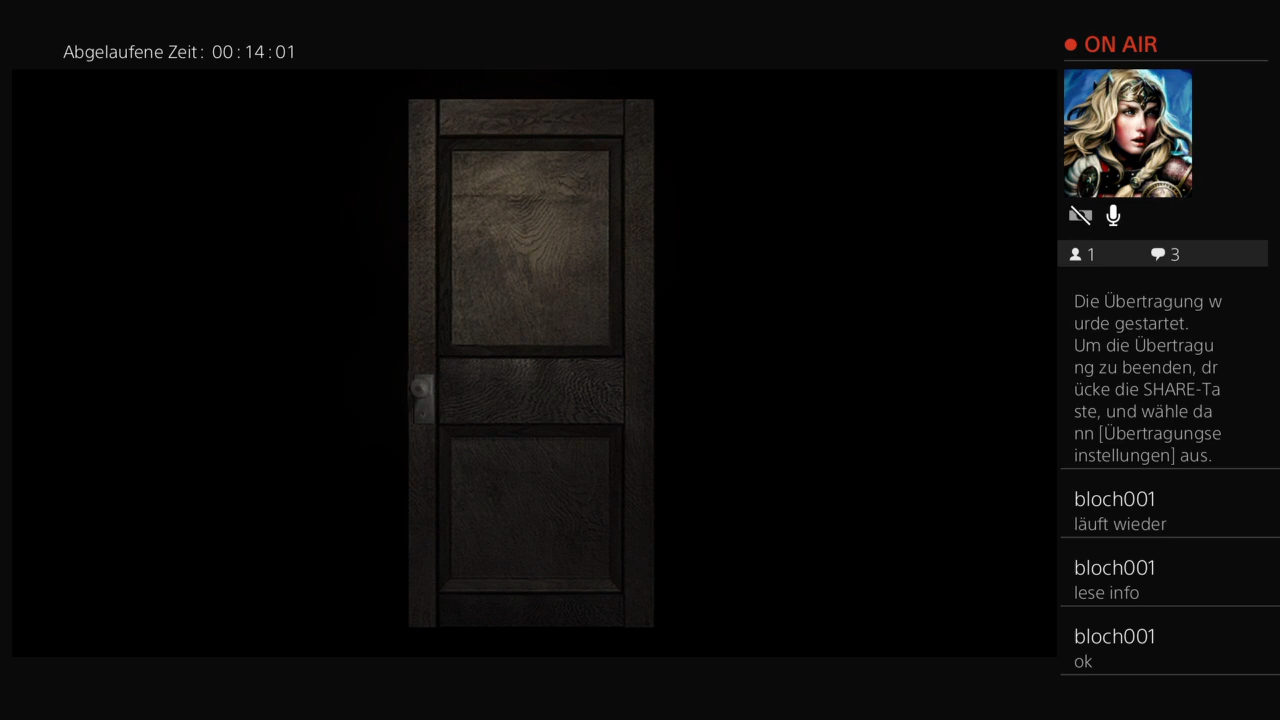 Abgelaufene Zeit: 00:14:01
ON AIR
1
3
Die Übertragung w
urde gestartet.
Um die Übertragu
ng zu beenden, dr
ücke die SHARE-Ta
ste, und wähle da
nn [Übertragungse
instellungen] aus.
bloch001
läuft wieder
bloch001
lese info
bloch001
ok